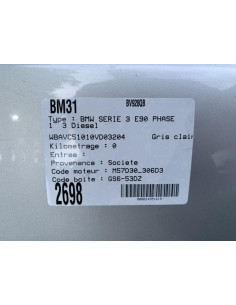 BM31 BV928QB
Type : BMW SERIE 3 E90 PHASE
1 3 Diesel
WBAVC51010VD03204 Gris clair
Kilometrage : 0
Entree :
Provenance : Societe
Code moteur : M57D30_306D3
Code boite : GS6-53DZ
2698